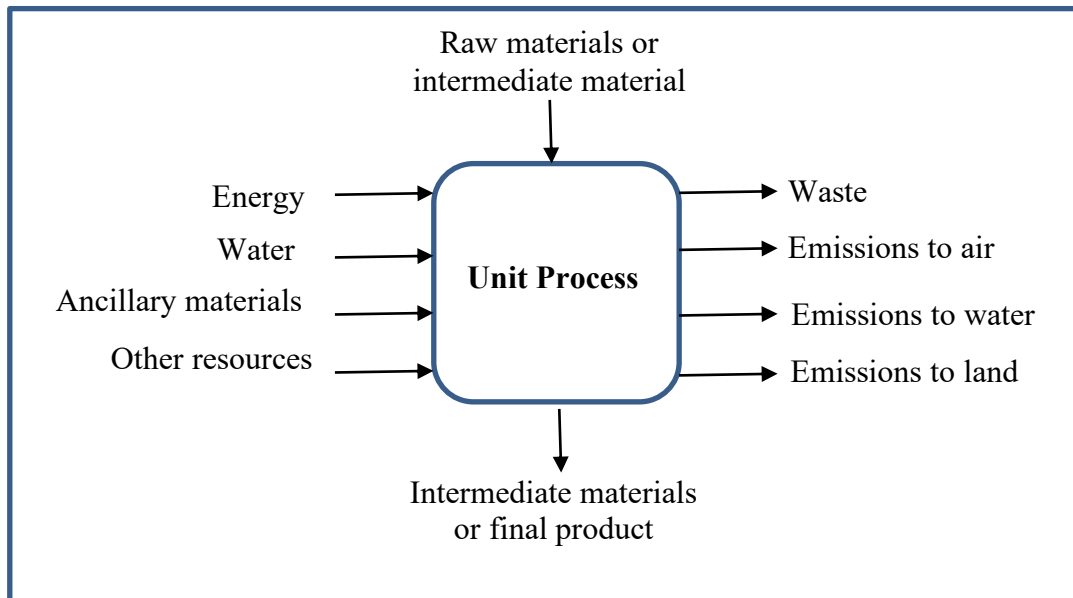 Raw materials or
intermediate material
Energy
Water
Ancillary materials
Other resources
Unit Process
Waste
Emissions to air
Emissions to water
Emissions to land
Intermediate materials
or final product